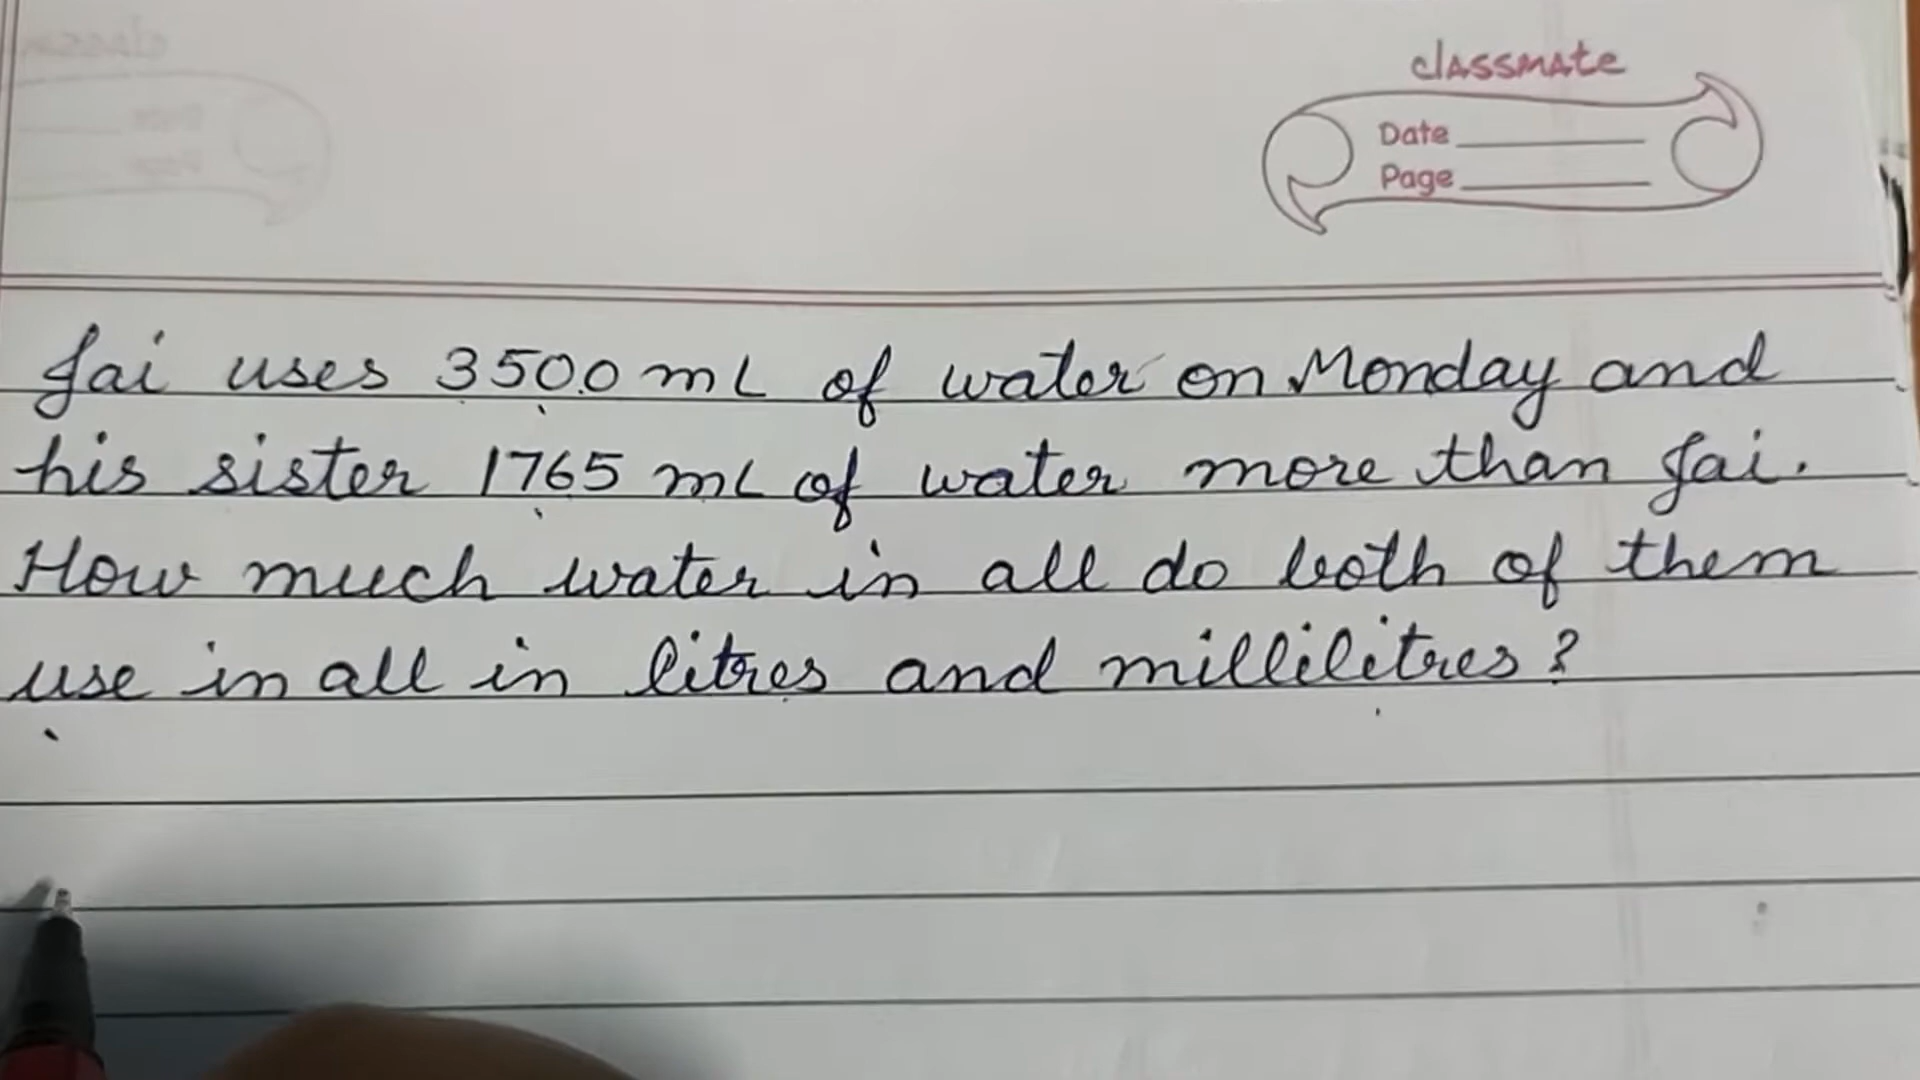 classmate
Date
Page
Jai uses 3500 mL of water on Monday and
his sister 1765 mL of water more than Jai.
How much water in all do both of them
use in all in litres and millilitres?